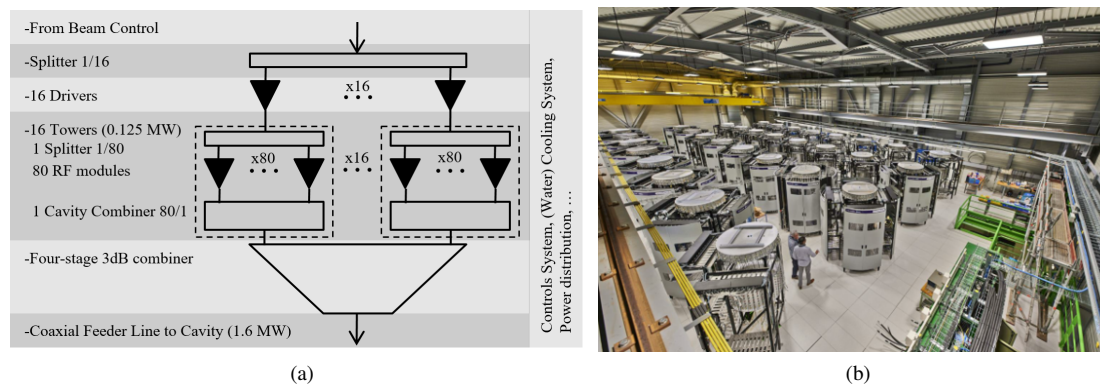 -From Beam Control
-Splitter 1/16
-16 Drivers
x16
-16 Towers (0.125 MW)
1 Splitter 1/80
80 RF modules
x80
x16
x80
1 Cavity Combiner 80/1
-Four-stage 3dB combiner
-Coaxial Feeder Line to Cavity (1.6 MW)
Controls System, (Water) Cooling System,
Power distribution, …
(a)
(b)